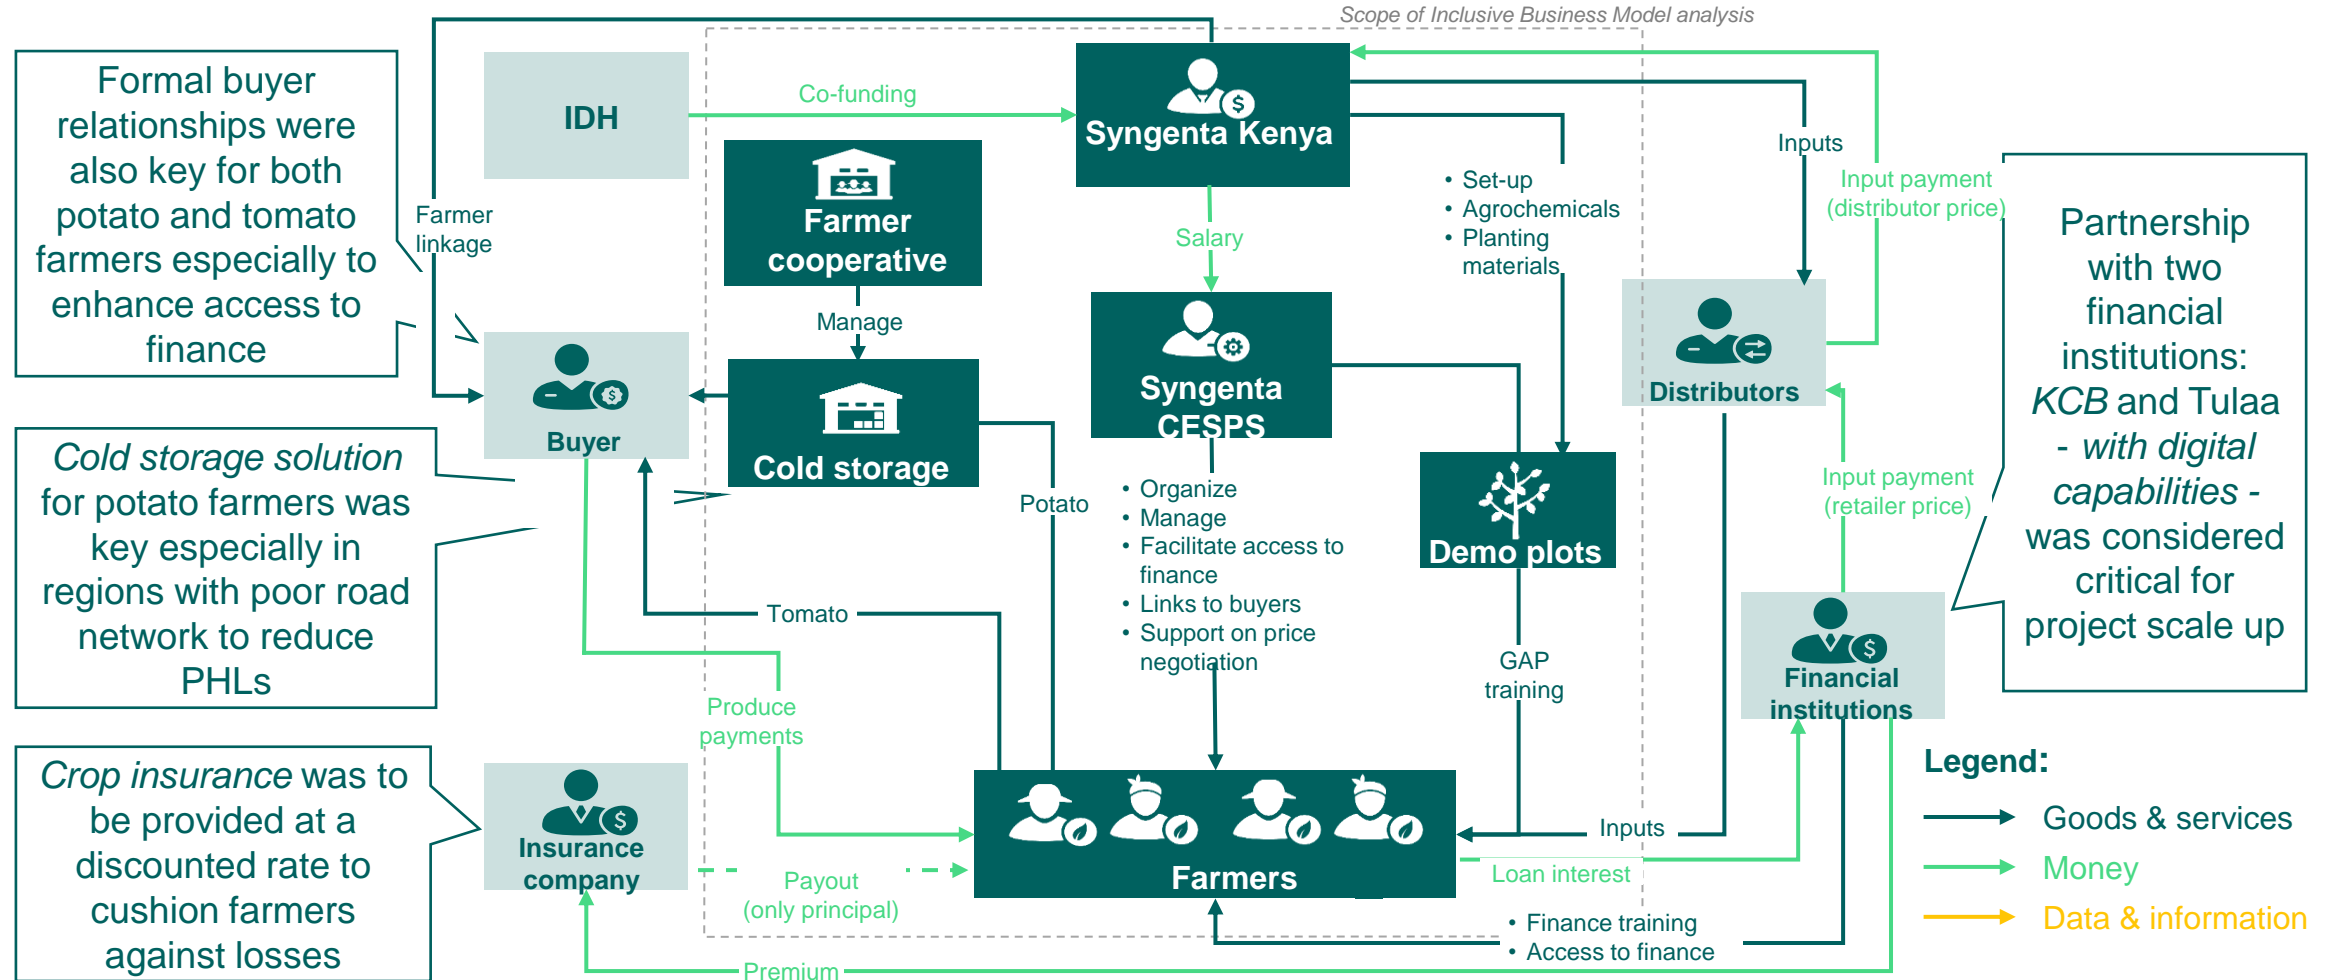 Scope of Inclusive Business Model analysis
Formal buyer
relationships were
also key for both
potato and tomato
farmers especially to
enhance access to
finance
Cold storage solution
for potato farmers was
key especially in
regions with poor road
network to reduce
PHLs
Crop insurance was to
be provided at a
discounted rate to
cushion farmers
against losses
Farmer
linkage
IDH
Co-funding
Syngenta Kenya
Farmer
cooperative
Manage
Cold storage
Buyer
Salary
Syngenta
CESPS
• Set-up
• Agrochemicals
• Planting
materials
Inputs
Input payment
(distributor price)
Distributors
Input payment
(retailer price)
Potato
• Organize
• Manage
• Facilitate access to
finance
• Links to buyers
• Support on price
negotiation
Demo plots
GAP
training
Tomato
Produce
payments
Insurance
company
Payout
(only principal)
Farmers
Inputs
Loan interest
• Finance training
• Access to finance
Premium
Financial
institutions
Partnership
with two
financial
institutions:
KCB and Tulaa
- with digital
capabilities -
was considered
critical for
project scale up
Legend:
Goods & services
Money
Data & information